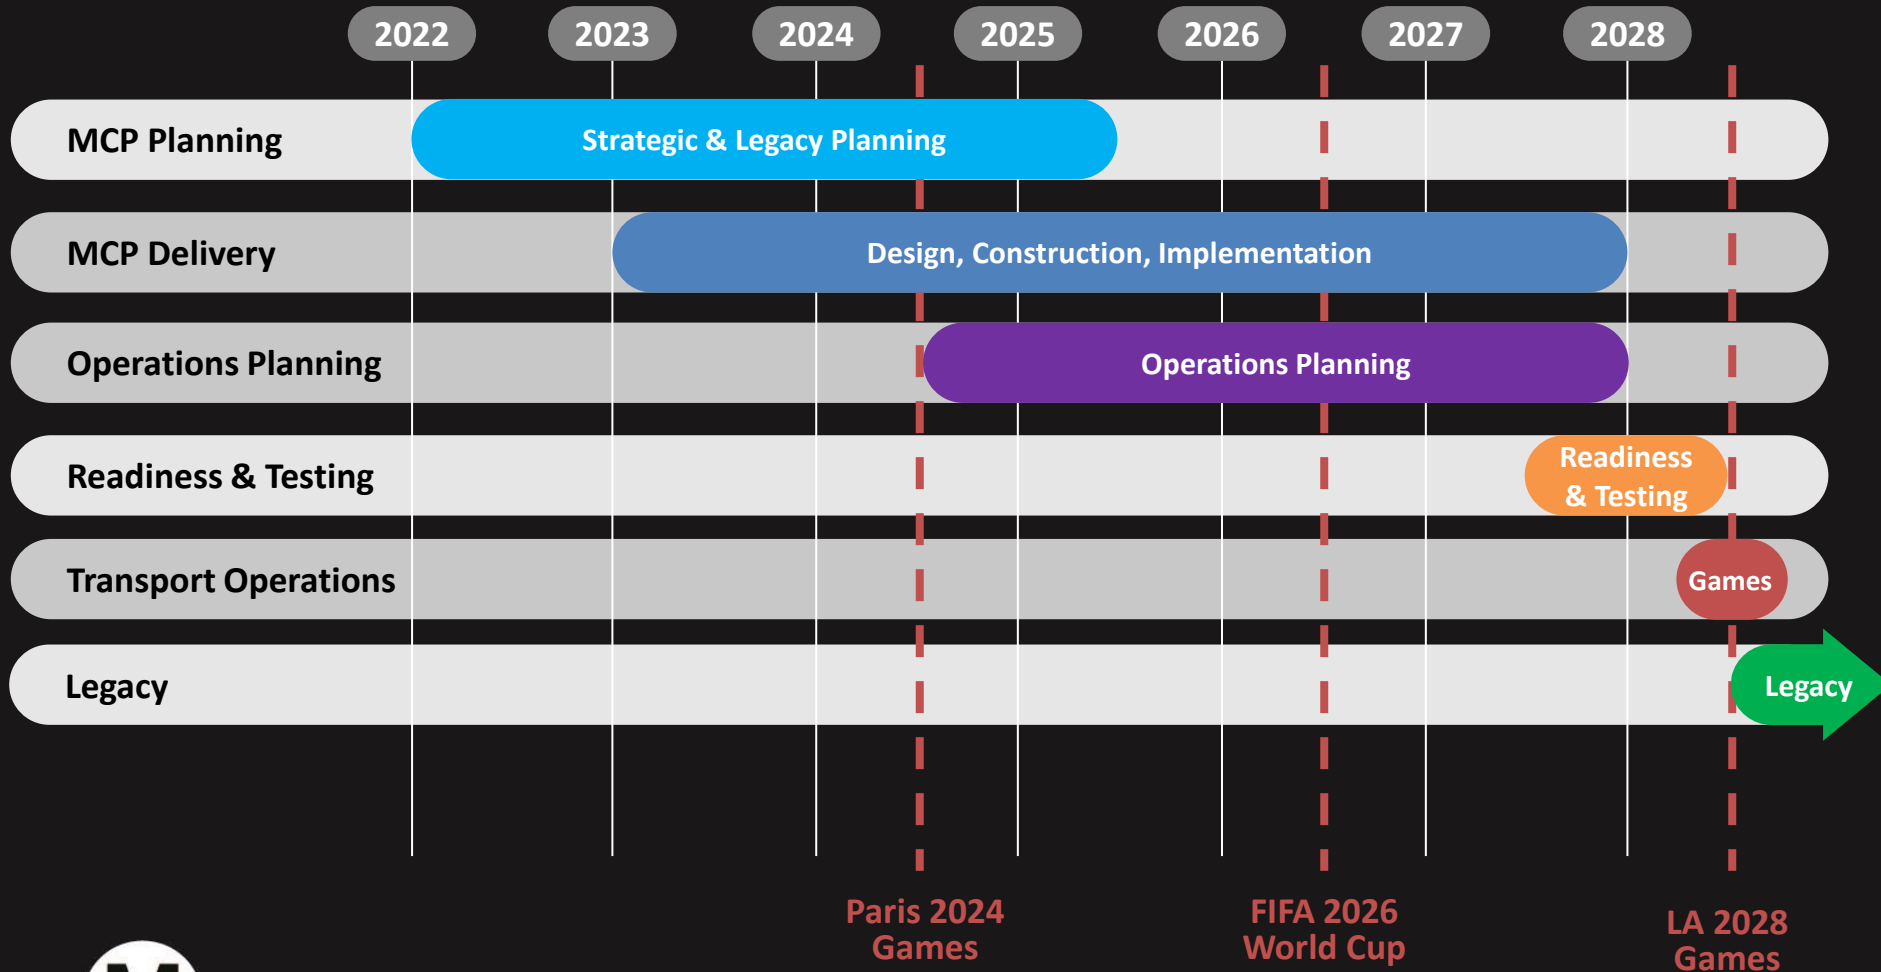 2022 2023 2024 2025 2026 2027 2028
MCP Planning Strategic & Legacy Planning
MCP Delivery Design, Construction, Implementation
Operations Planning Operations Planning
Readiness & Testing Readiness
& Testing
Transport Operations Games
Legacy Legacy
Paris 2024
Games
FIFA 2026
World Cup
LA 2028
Games
M